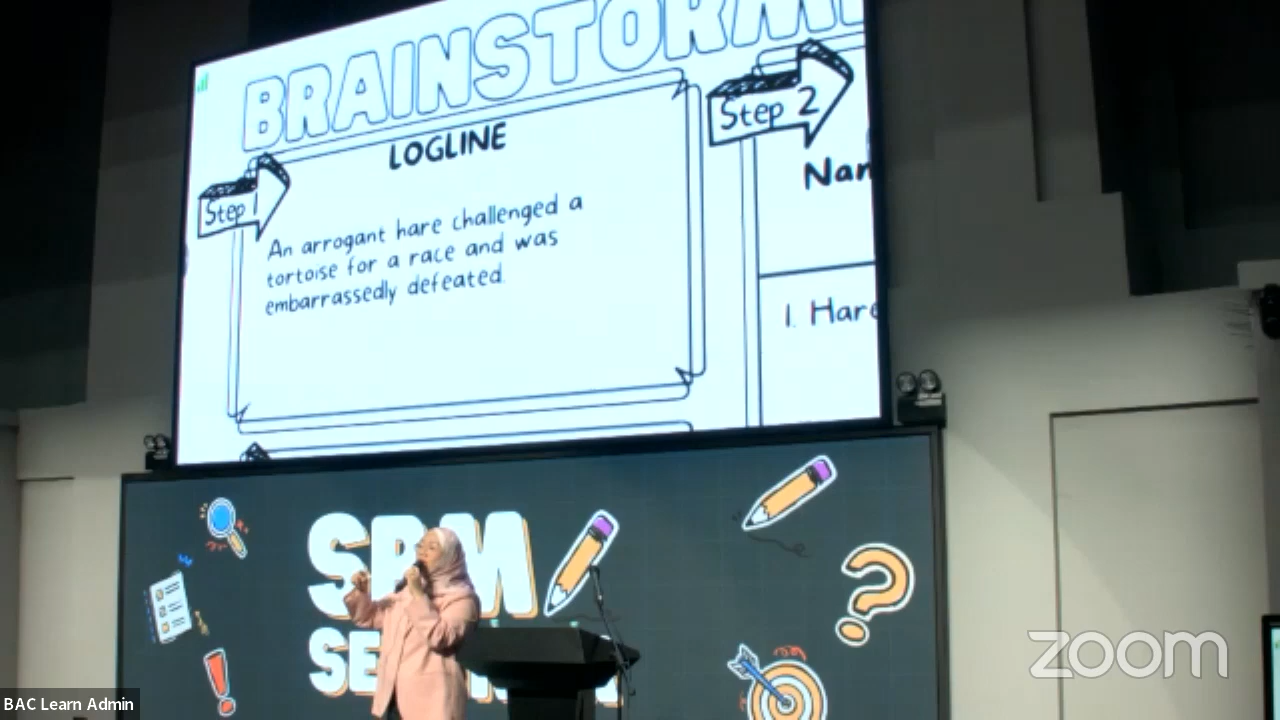 BRAINSTORMI
LOGLINE
Step 1
An arrogant hare challenged a
tortoise for a race and was
embarrassedly defeated.
Step 2
Nam
1. Hare
SPM
SE
zoom
BAC Learn Admin